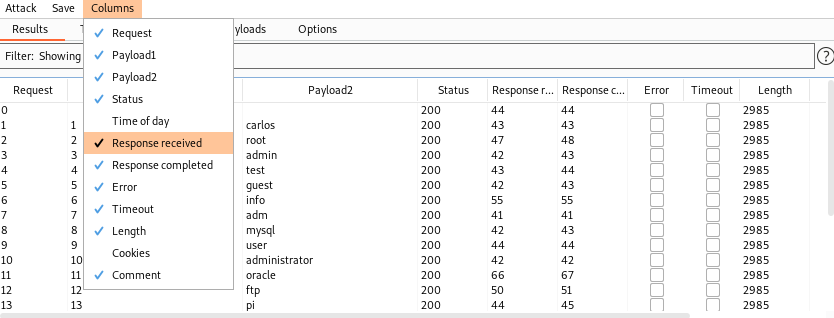 Attack Save Columns
Results T yloads Options
Filter: Showing ?
Request
Payload1
Payload2
Status
Time of day
Response received
Response completed
Error
Timeout
Length
Cookies
Comment
Request Payload2 Status Response r... Response c... Error Timeout Length
0 200 44 44 2985
1 1 carlos 200 43 43 2985
2 2 root 200 47 48 2985
3 3 admin 200 42 43 2985
4 4 test 200 43 44 2985
5 5 guest 200 42 43 2985
6 6 info 200 55 55 2985
7 7 adm 200 41 41 2985
8 8 mysql 200 42 43 2985
9 9 user 200 44 44 2985
10 10 administrator 200 42 42 2985
11 11 oracle 200 66 67 2985
12 12 ftp 200 50 51 2985
13 13 pi 200 44 45 2985